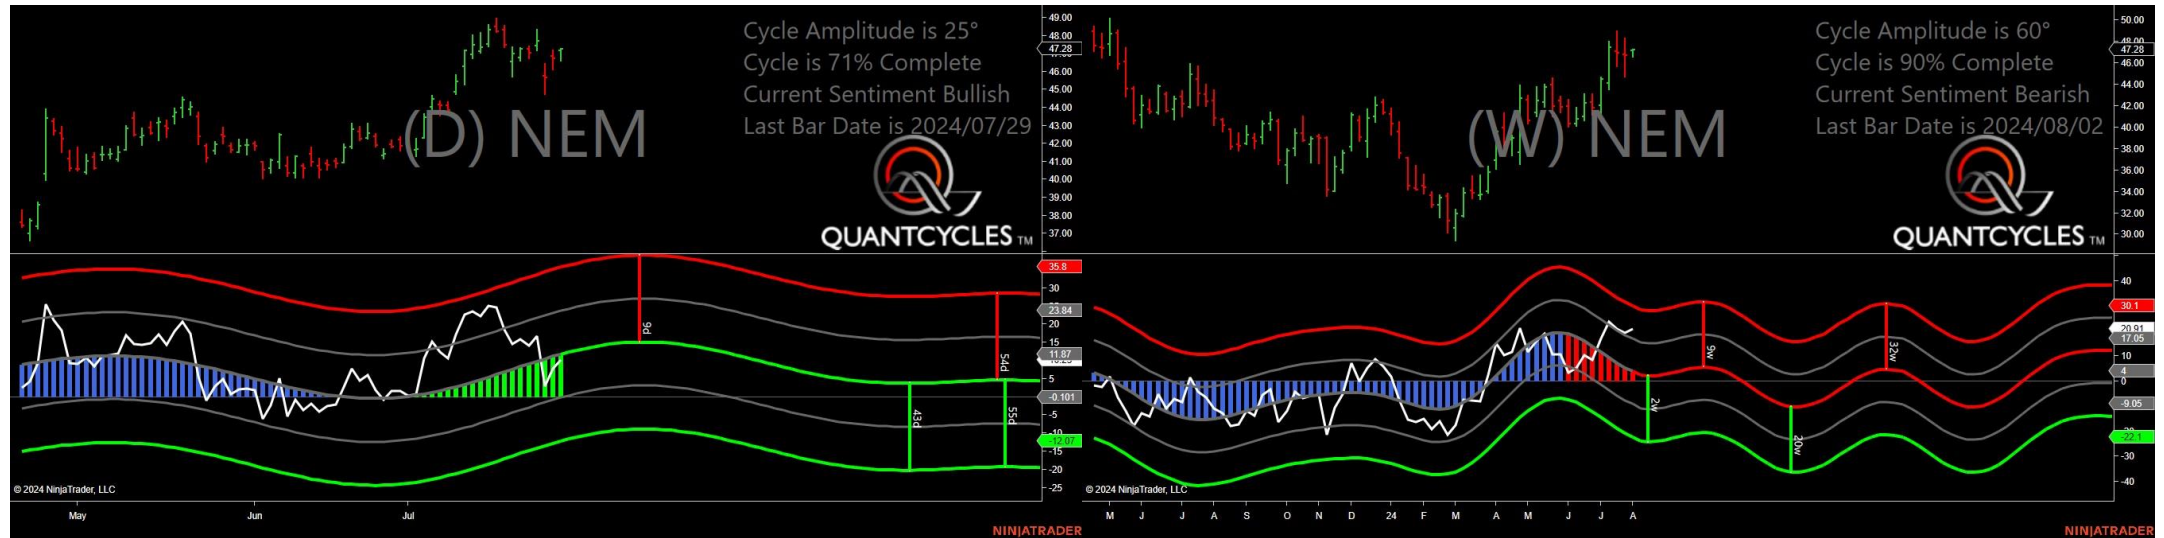 Cycle Amplitude is 25°
Cycle is 71% Complete
Current Sentiment Bullish
Last Bar Date is 2024/07/29
(D) NEM
QUANTCYCLES TM
49.00
48.00
47.28
46.00
45.00
44.00
43.00
42.00
41.00
40.00
39.00
38.00
37.00
35.8
30
23.84
20
15
11.87
5
-0.101
-5
-10
-12.07
-15
-20
-25
9d
43d
54d
55d
© 2024 NinjaTrader, LLC
May Jun Jul
NINJATRADER
Cycle Amplitude is 60°
Cycle is 90% Complete
Current Sentiment Bearish
Last Bar Date is 2024/08/02
(W) NEM
QUANTCYCLES TM
50.00
48.00
47.28
46.00
44.00
42.00
40.00
38.00
36.00
34.00
32.00
30.00
40
30.1
20.91
17.05
10
4
0
-9.05
-22.1
-30
-40
2w
9w
20w
32w
© 2024 NinjaTrader, LLC
M J J A S O N D 24 F M A M J J A
NINJATRADER